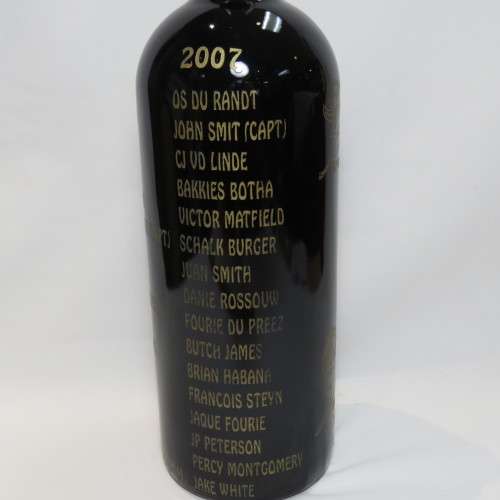 2007
OS DU RANDT
JOHN SMIT (CAPT)
CJ VD LINDE
BAKKIES BOTHA
VICTOR MATFIELD
SCHALK BURGER
JUAN SMITH
DANIE ROSSOUW
FOURIE DU PREEZ
BUTCH JAMES
BRIAN HABANA
FRANCOIS STEYN
JAQUE FOURIE
JP PETERSON
PERCY MONTGOMERY
JAKE WHITE